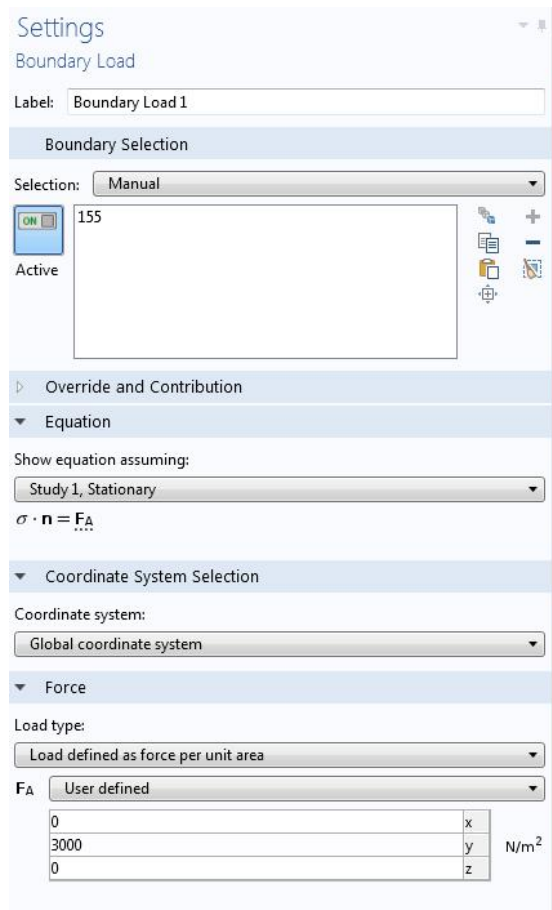 Settings
Boundary Load
Label: Boundary Load 1
Boundary Selection
Selection: Manual
ON 155
Active
Override and Contribution
Equation
Show equation assuming:
Study 1, Stationary
σ · n = FA
Coordinate System Selection
Coordinate system:
Global coordinate system
Force
Load type:
Load defined as force per unit area
FA User defined
0 x
3000 y N/m²
0 z